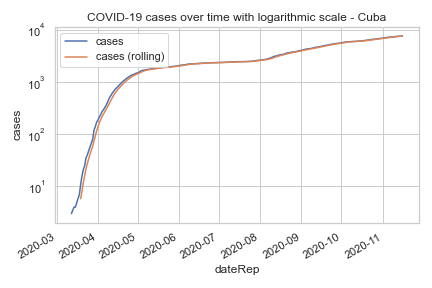 COVID-19 cases over time with logarithmic scale - Cuba
cases
cases (rolling)
10^4
10^3
10^2
10^1
cases
2020-03
2020-04
2020-05
2020-06
2020-07
2020-08
2020-09
2020-10
2020-11
dateRep